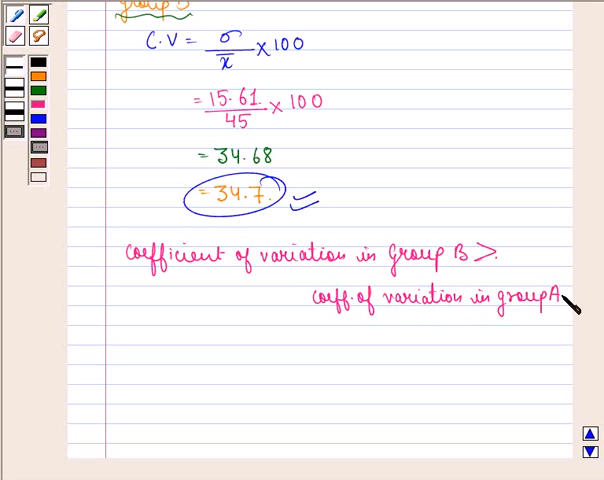 group B
C.V = σ/x̄ × 100
= 15.61/45 × 100
= 34.68
= 34.7.
Coefficient of variation in Group B >.
Coeff. of variation in group A